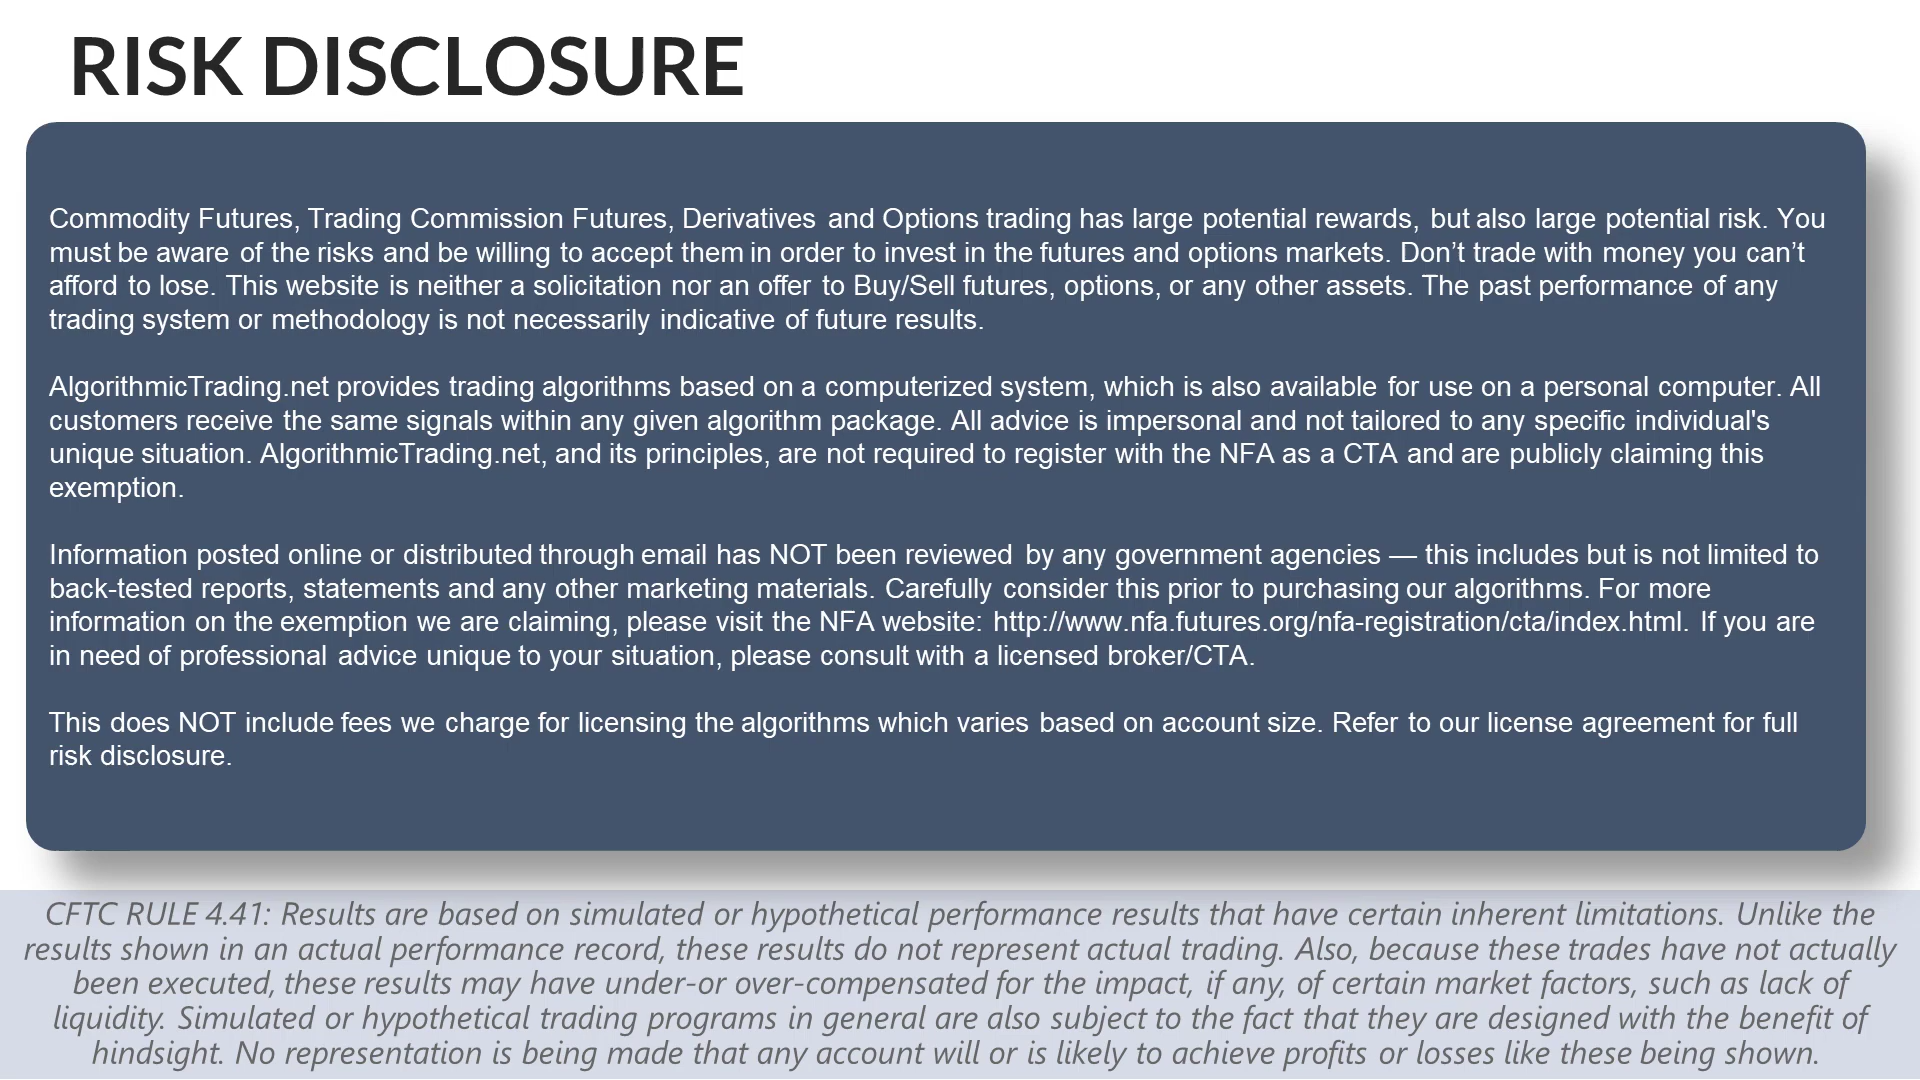 RISK DISCLOSURE
Commodity Futures, Trading Commission Futures, Derivatives and Options trading has large potential rewards, but also large potential risk. You
must be aware of the risks and be willing to accept them in order to invest in the futures and options markets. Don’t trade with money you can’t
afford to lose. This website is neither a solicitation nor an offer to Buy/Sell futures, options, or any other assets. The past performance of any
trading system or methodology is not necessarily indicative of future results.
AlgorithmicTrading.net provides trading algorithms based on a computerized system, which is also available for use on a personal computer. All
customers receive the same signals within any given algorithm package. All advice is impersonal and not tailored to any specific individual's
unique situation. AlgorithmicTrading.net, and its principles, are not required to register with the NFA as a CTA and are publicly claiming this
exemption.
Information posted online or distributed through email has NOT been reviewed by any government agencies — this includes but is not limited to
back-tested reports, statements and any other marketing materials. Carefully consider this prior to purchasing our algorithms. For more
information on the exemption we are claiming, please visit the NFA website: http://www.nfa.futures.org/nfa-registration/cta/index.html. If you are
in need of professional advice unique to your situation, please consult with a licensed broker/CTA.
This does NOT include fees we charge for licensing the algorithms which varies based on account size. Refer to our license agreement for full
risk disclosure.
CFTC RULE 4.41: Results are based on simulated or hypothetical performance results that have certain inherent limitations. Unlike the
results shown in an actual performance record, these results do not represent actual trading. Also, because these trades have not actually
been executed, these results may have under-or over-compensated for the impact, if any, of certain market factors, such as lack of
liquidity. Simulated or hypothetical trading programs in general are also subject to the fact that they are designed with the benefit of
hindsight. No representation is being made that any account will or is likely to achieve profits or losses like these being shown.